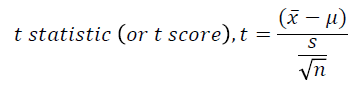 t statistic (or t score), t = (x̄ − μ) / (s / √n)